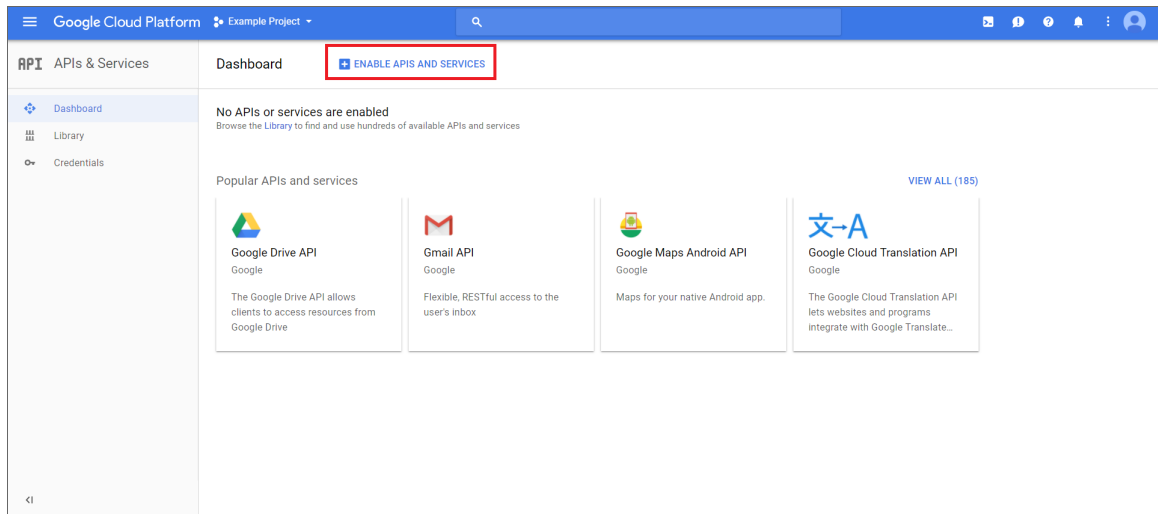 Google Cloud Platform
Example Project
API
APIs & Services
Dashboard
ENABLE APIS AND SERVICES
Dashboard
Library
Credentials
No APIs or services are enabled
Browse the Library to find and use hundreds of available APIs and services
Popular APIs and services
VIEW ALL (185)
Google Drive API
Google
The Google Drive API allows
clients to access resources from
Google Drive
Gmail API
Google
Flexible, RESTful access to the
user's inbox
Google Maps Android API
Google
Maps for your native Android app.
文→A
Google Cloud Translation API
Google
The Google Cloud Translation API
lets websites and programs
integrate with Google Translate...